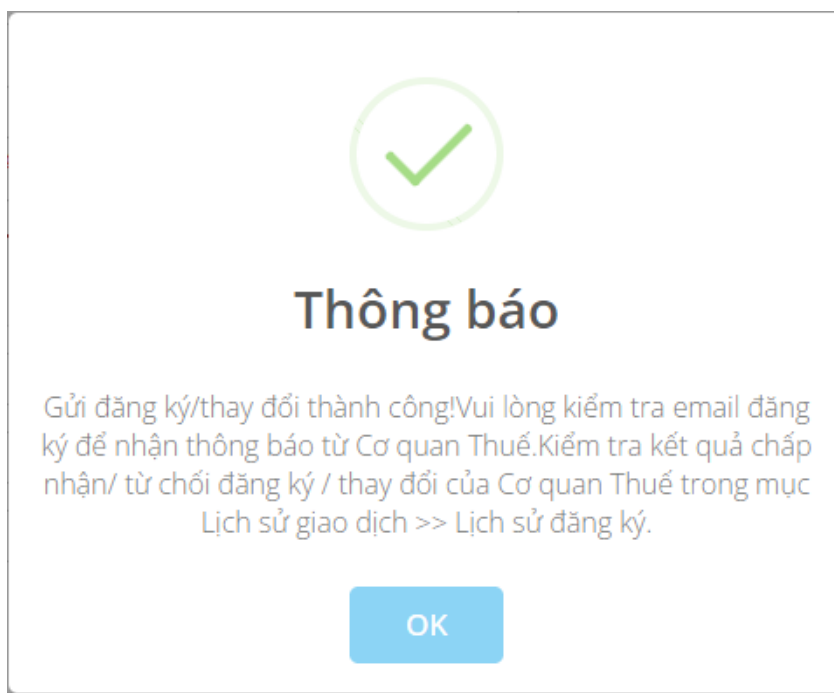 Thông báo
Gửi đăng ký/thay đổi thành công!Vui lòng kiểm tra email đăng
ký để nhận thông báo từ Cơ quan Thuế.Kiểm tra kết quả chấp
nhận/ từ chối đăng ký / thay đổi của Cơ quan Thuế trong mục
Lịch sử giao dịch >> Lịch sử đăng ký.
OK